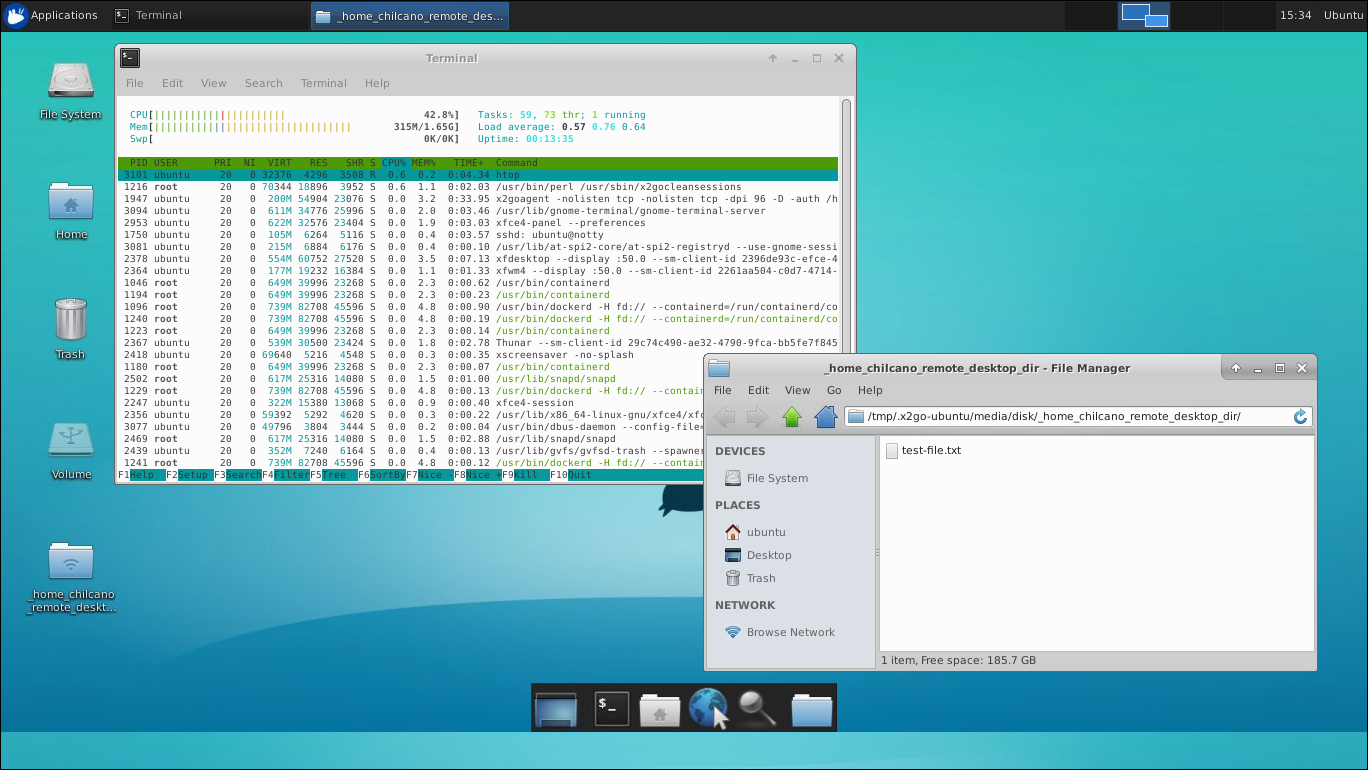 Applications
Terminal
_home_chilcano_remote_des...
15:34
Ubuntu
File System
Home
Trash
Volume
_home_chilcano
_remote_deskt...
Terminal
File Edit View Search Terminal Help
CPU[||||||||||||||||||||||| 42.8%] Tasks: 59, 73 thr; 1 running
Mem[|||||||||||||||||||||||||||||||||| 315M/1.65G] Load average: 0.57 0.76 0.64
Swp[ 0K/0K] Uptime: 00:13:35
PID USER PRI NI VIRT RES SHR S CPU% MEM% TIME+ Command
3101 ubuntu 20 0 32376 4296 3508 R 0.6 0.2 0:04.34 htop
1216 root 20 0 70344 18896 3952 S 0.6 1.1 0:02.03 /usr/bin/perl /usr/sbin/x2gocleansessions
1947 ubuntu 20 0 200M 54904 23076 S 0.6 3.2 0:33.95 x2goagent -nolisten tcp -nolisten tcp -dpi 96 -D -auth /h
3094 ubuntu 20 0 611M 34776 25996 S 0.0 2.0 0:03.46 /usr/lib/gnome-terminal/gnome-terminal-server
2953 ubuntu 20 0 622M 32576 23404 S 0.0 1.9 0:03.03 xfce4-panel --preferences
1750 ubuntu 20 0 105M 6264 5116 S 0.0 0.4 0:03.57 sshd: ubuntu@notty
3081 ubuntu 20 0 215M 6884 6176 S 0.0 0.4 0:00.10 /usr/lib/at-spi2-core/at-spi2-registryd --use-gnome-sessi
2378 ubuntu 20 0 554M 60752 27520 S 0.0 3.5 0:07.13 xfdesktop --display :50.0 --sm-client-id 2396de93c-efce-4
2364 ubuntu 20 0 177M 19232 16384 S 0.0 1.1 0:01.33 xfwm4 --display :50.0 --sm-client-id 2261aa504-c0d7-4714-
1046 root 20 0 649M 39996 23268 S 0.0 2.3 0:00.62 /usr/bin/containerd
1194 root 20 0 649M 39996 23268 S 0.0 2.3 0:00.23 /usr/bin/containerd
1096 root 20 0 739M 82708 45596 S 0.0 4.8 0:00.90 /usr/bin/dockerd -H fd:// --containerd=/run/containerd/co
1240 root 20 0 739M 82708 45596 S 0.0 4.8 0:00.19 /usr/bin/dockerd -H fd:// --containerd=/run/containerd/co
1223 root 20 0 649M 39996 23268 S 0.0 2.3 0:00.14 /usr/bin/containerd
2367 ubuntu 20 0 539M 30500 23424 S 0.0 1.8 0:02.78 Thunar --sm-client-id 29c74c490-ae32-4790-9fca-bb5fe7f845
2418 ubuntu 20 0 69640 5216 4548 S 0.0 0.3 0:00.35 xscreensaver -no-splash
1180 root 20 0 649M 39996 23268 S 0.0 2.3 0:00.07 /usr/bin/containerd
2502 root 20 0 617M 25316 14080 S 0.0 1.5 0:01.00 /usr/lib/snapd/snapd
1229 root 20 0 739M 82708 45596 S 0.0 4.8 0:00.13 /usr/bin/dockerd -H fd:// --contai
2247 ubuntu 20 0 322M 15380 13068 S 0.0 0.9 0:00.40 xfce4-session
2356 ubuntu 20 0 59392 5292 4620 S 0.0 0.3 0:00.22 /usr/lib/x86_64-linux-gnu/xfce4/xf
3077 ubuntu 20 0 49796 3804 3444 S 0.0 0.2 0:00.04 /usr/bin/dbus-daemon --config-file=
2469 root 20 0 617M 25316 14080 S 0.0 1.5 0:02.88 /usr/lib/snapd/snapd
2439 ubuntu 20 0 352M 7240 6164 S 0.0 0.4 0:00.13 /usr/lib/gvfs/gvfsd-trash --spawne
1241 root 20 0 739M 82708 45596 S 0.0 4.8 0:00.12 /usr/bin/dockerd -H fd:// --contai
F1Help F2Setup F3SearchF4FilterF5Tree F6SortByF7Nice -F8Nice +F9Kill F10Quit
_home_chilcano_remote_desktop_dir - File Manager
File Edit View Go Help
/tmp/.x2go-ubuntu/media/disk/_home_chilcano_remote_desktop_dir/
DEVICES
File System
PLACES
ubuntu
Desktop
Trash
NETWORK
Browse Network
test-file.txt
1 item, Free space: 185.7 GB
$_